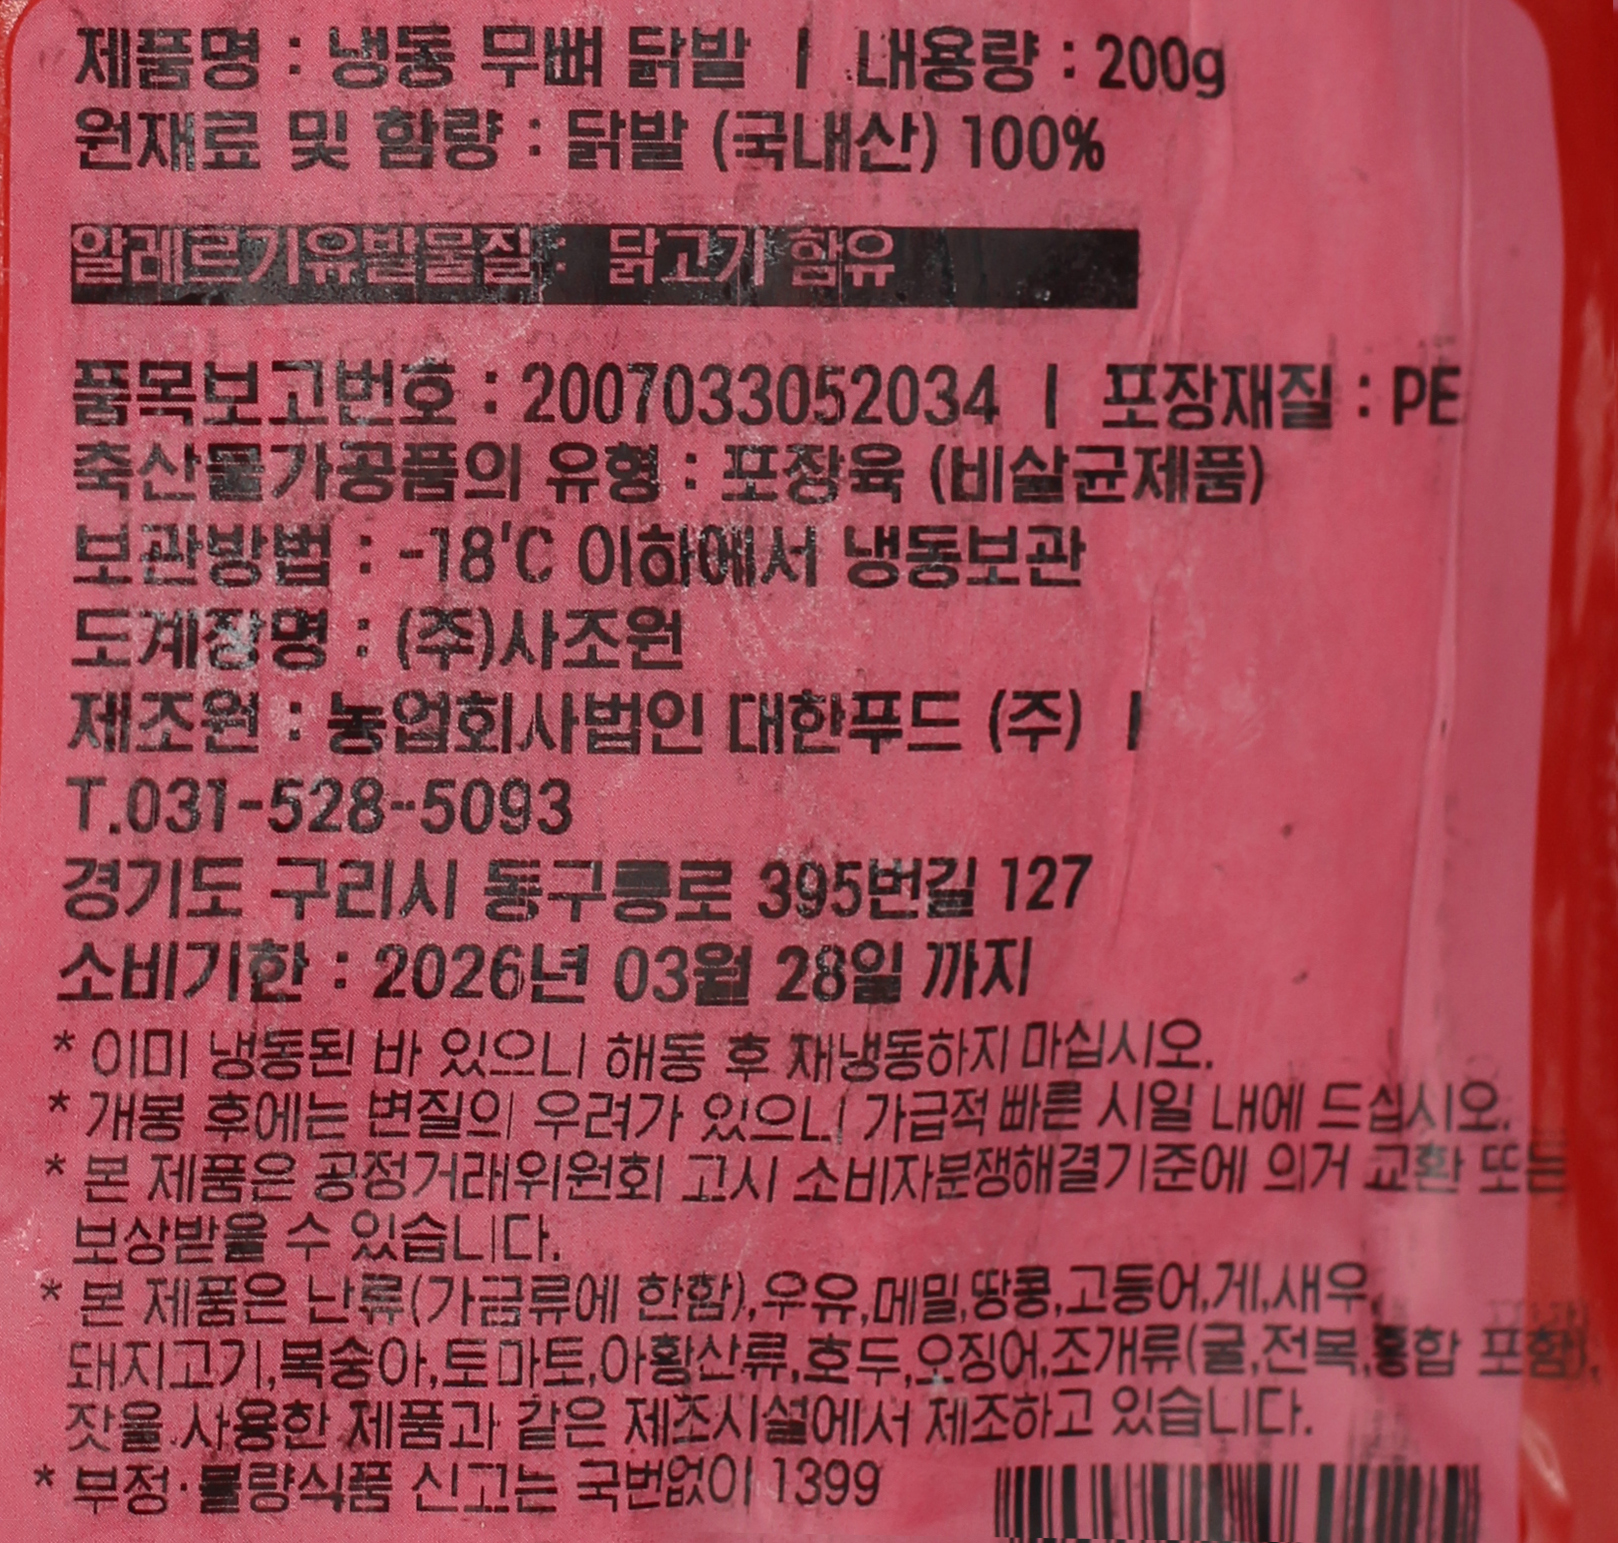 제품명 : 냉동 무뼈 닭발 | 내용량 : 200g
원재료 및 함량 : 닭발 (국내산) 100%
알레르기유발물질 : 닭고기 함유
품목보고번호 : 2007033052034 | 포장재질 : PE
축산물가공품의 유형 : 포장육 (비살균제품)
보관방법 : -18'C 이하에서 냉동보관
도계장명 : (주)사조원
제조원 : 농업회사법인 대한푸드 (주) |
T.031-528-5093
경기도 구리시 동구릉로 395번길 127
소비기한 : 2026년 03월 28일 까지
* 이미 냉동된 바 있으니 해동 후 재냉동하지 마십시오.
* 개봉 후에는 변질의 우려가 있으니 가급적 빠른 시일 내에 드십시오.
* 본 제품은 공정거래위원회 고시 소비자분쟁해결기준에 의거 교환 또는
보상받을 수 있습니다.
* 본 제품은 난류(가금류에 한함),우유,메밀,땅콩,고등어,게,새우,
돼지고기,복숭아,토마토,아황산류,호두,오징어,조개류(굴,전복,홍합 포함),
잣을 사용한 제품과 같은 제조시설에서 제조하고 있습니다.
* 부정·불량식품 신고는 국번없이 1399